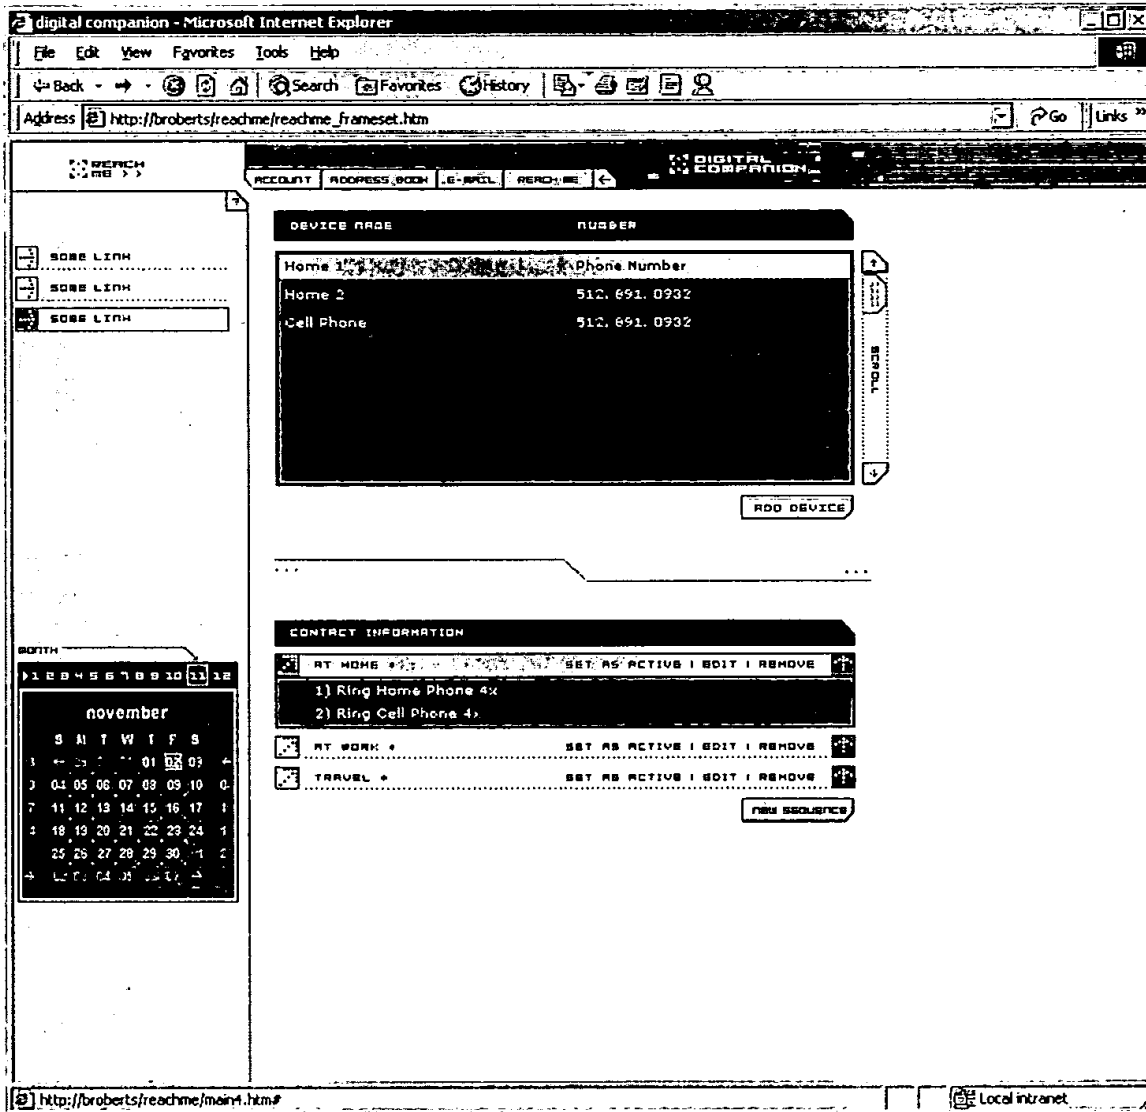 digital companion - Microsoft Internet Explorer
File Edit View Favorites Tools Help
Back Search Favorites History
Address http://broberts/reachme/reachme_frameset.htm Go Links »
REACH ME >>
DIGITAL COMPANION
ACCOUNT ADDRESS BOOK E-MAIL REACH ME ←
?
SOME LINK
SOME LINK
SOME LINK
DEVICE NAME NUMBER
Home 1 Phone Number
Home 2 512. 691. 0932
Cell Phone 512. 691. 0932
SCROLL
ADD DEVICE
CONTACT INFORMATION
AT HOME SET AS ACTIVE | EDIT | REMOVE
1) Ring Home Phone 4x
2) Ring Cell Phone 4x
AT WORK SET AS ACTIVE | EDIT | REMOVE
TRAVEL SET AS ACTIVE | EDIT | REMOVE
NEW SEQUENCE
MONTH
1 2 3 4 5 6 7 8 9 10 11 12
november
S M T W T F S
01 02 03
04 05 06 07 08 09 10
11 12 13 14 15 16 17
18 19 20 21 22 23 24
25 26 27 28 29 30
http://broberts/reachme/main4.htm#
Local intranet